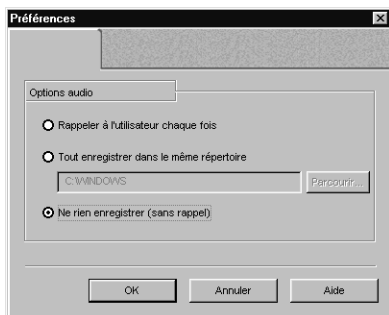 Préférences
Options audio
Rappeler à l'utilisateur chaque fois
Tout enregistrer dans le même répertoire
C:\WINDOWS
Parcourir...
Ne rien enregistrer (sans rappel)
OK
Annuler
Aide